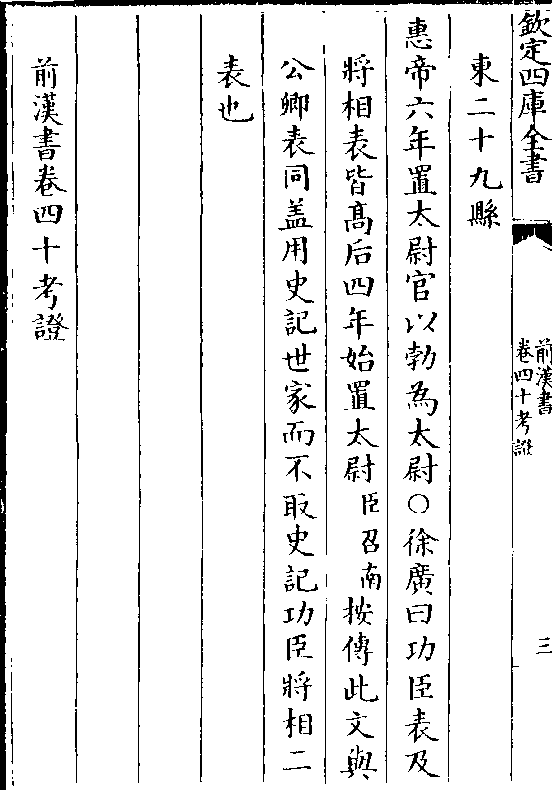 欽定四庫全書
前漢書
卷四十考證
三
東二十九縣
惠帝六年置太尉官以勃為太尉〇徐廣曰功臣表及
將相表皆髙后四年始置太尉臣召南按傳此文與
公卿表同盖用史記世家而不取史記功臣將相二
表也
前漢書卷四十考證